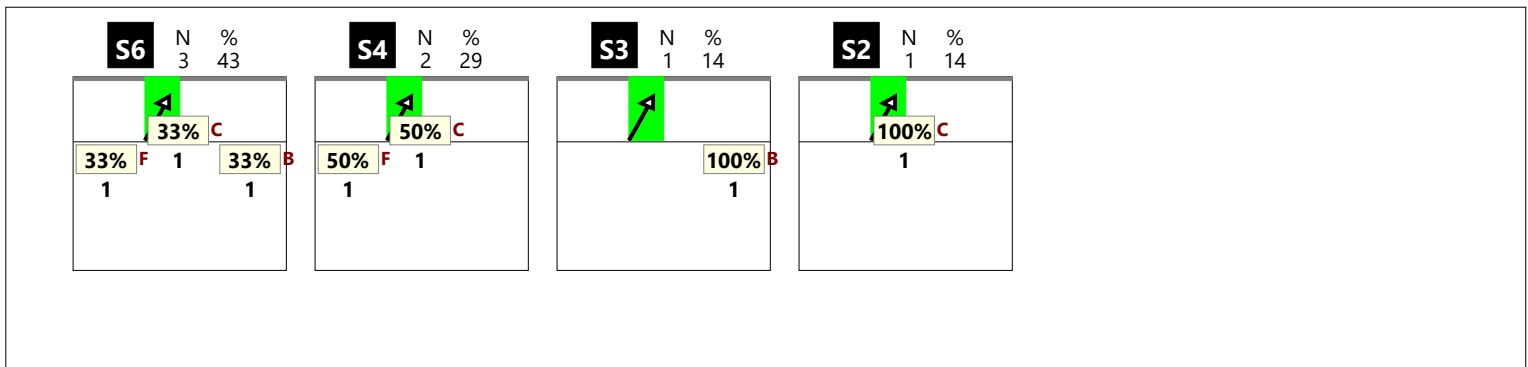 S6 N % 3 43
33% C
1
33% F
1
33% B
1
S4 N % 2 29
50% C
1
50% F
1
S3 N % 1 14
100% B
1
S2 N % 1 14
100% C
1